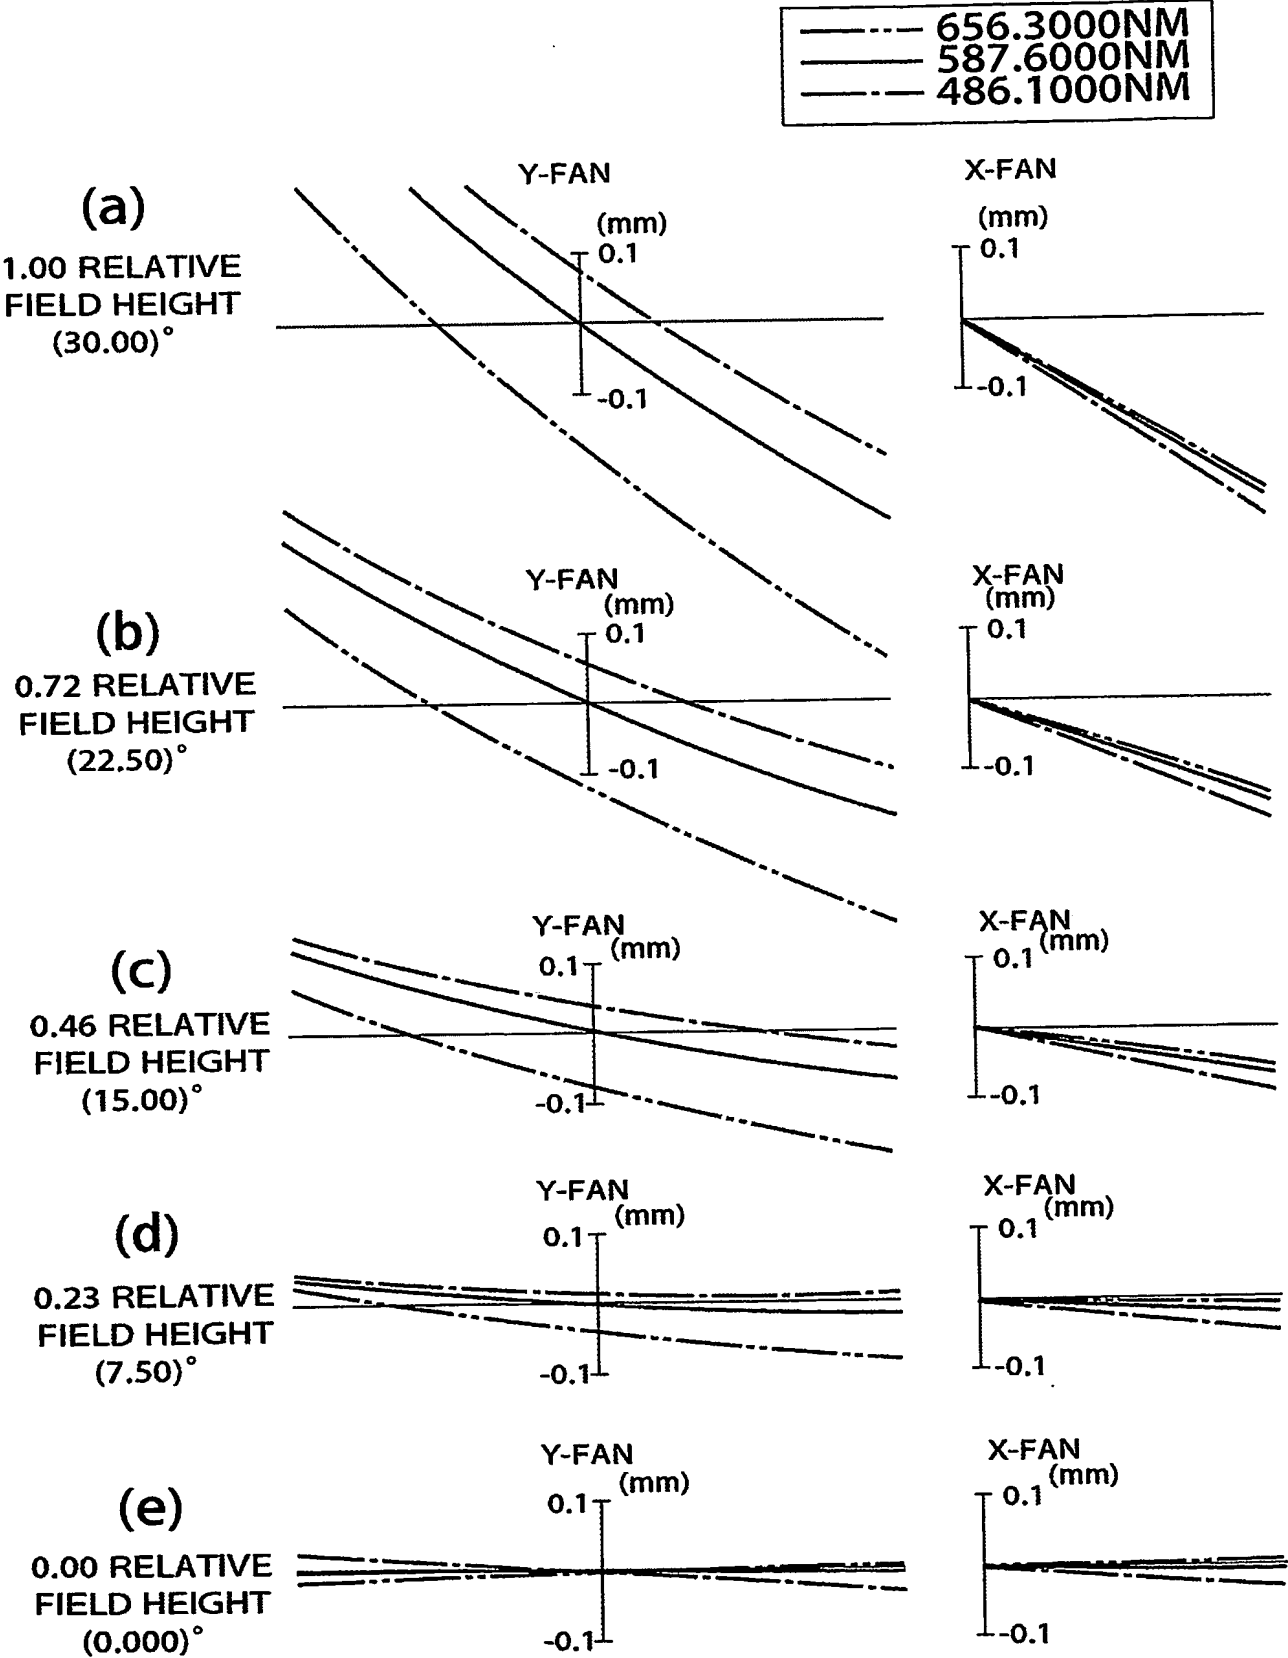 656.3000NM
587.6000NM
486.1000NM
(a)
1.00 RELATIVE
FIELD HEIGHT
(30.00)°
Y-FAN
(mm)
0.1
-0.1
X-FAN
(mm)
0.1
-0.1
(b)
0.72 RELATIVE
FIELD HEIGHT
(22.50)°
Y-FAN
(mm)
0.1
-0.1
X-FAN
(mm)
0.1
-0.1
(c)
0.46 RELATIVE
FIELD HEIGHT
(15.00)°
Y-FAN
(mm)
0.1
-0.1
X-FAN
(mm)
0.1
-0.1
(d)
0.23 RELATIVE
FIELD HEIGHT
(7.50)°
Y-FAN
(mm)
0.1
-0.1
X-FAN
(mm)
0.1
-0.1
(e)
0.00 RELATIVE
FIELD HEIGHT
(0.000)°
Y-FAN
(mm)
0.1
-0.1
X-FAN
(mm)
0.1
-0.1